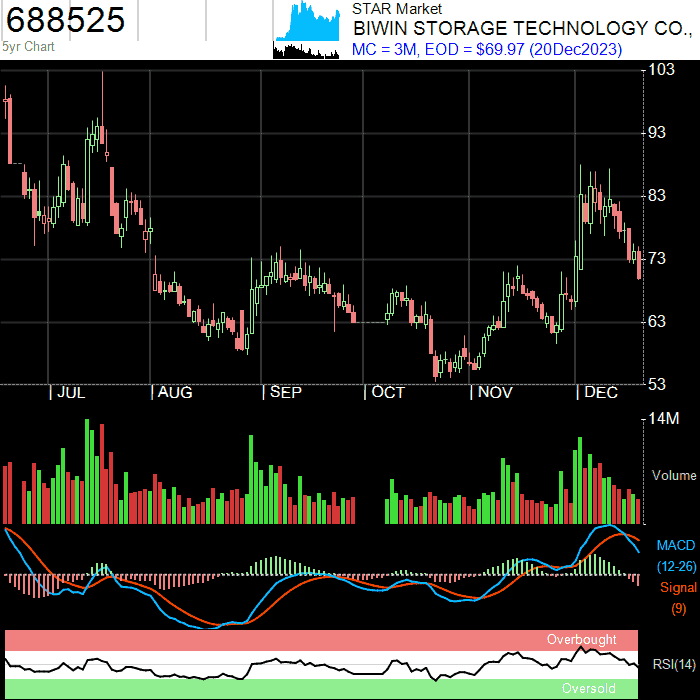 688525
5yr Chart
STAR Market
BIWIN STORAGE TECHNOLOGY CO.,
MC = 3M, EOD = $69.97 (20Dec2023)
103
93
83
73
63
53
JUL
AUG
SEP
OCT
NOV
DEC
14M
Volume
MACD
(12-26)
Signal
(9)
Overbought
RSI(14)
Oversold